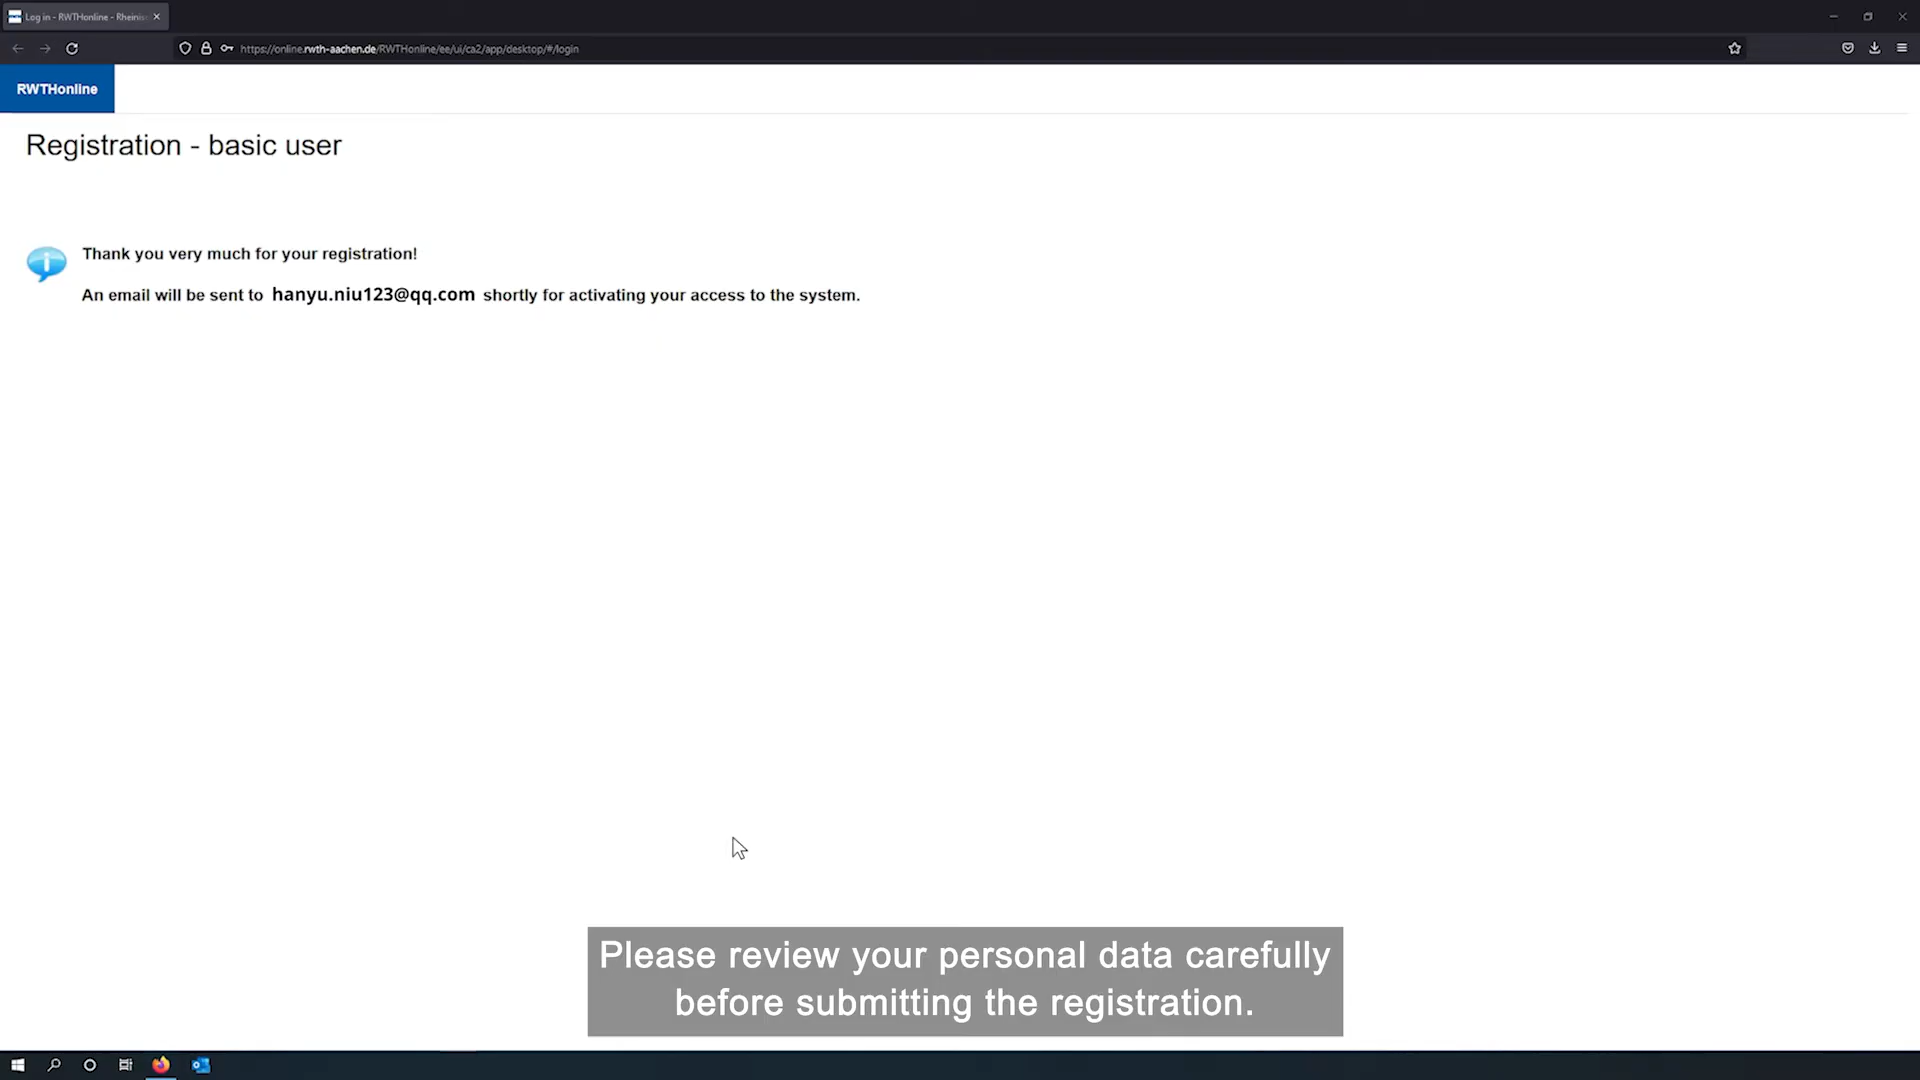 Log in - RWTHonline - Rheinis
https://online.rwth-aachen.de/RWTHonline/ee/ui/ca2/app/desktop/#/login
RWTHonline
Registration - basic user
Thank you very much for your registration!
An email will be sent to hanyu.niu123@qq.com shortly for activating your access to the system.
Please review your personal data carefully
before submitting the registration.